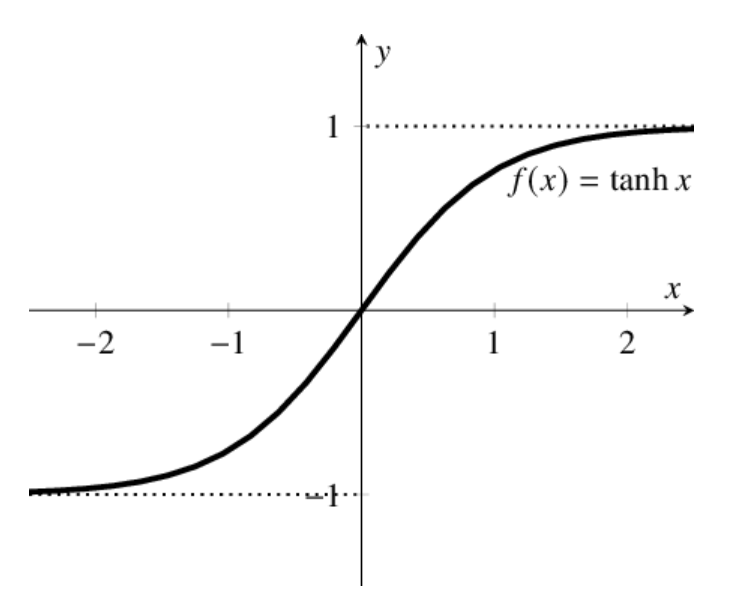 y
1
f(x) = tanh x
x
−2 −1 1 2
−1